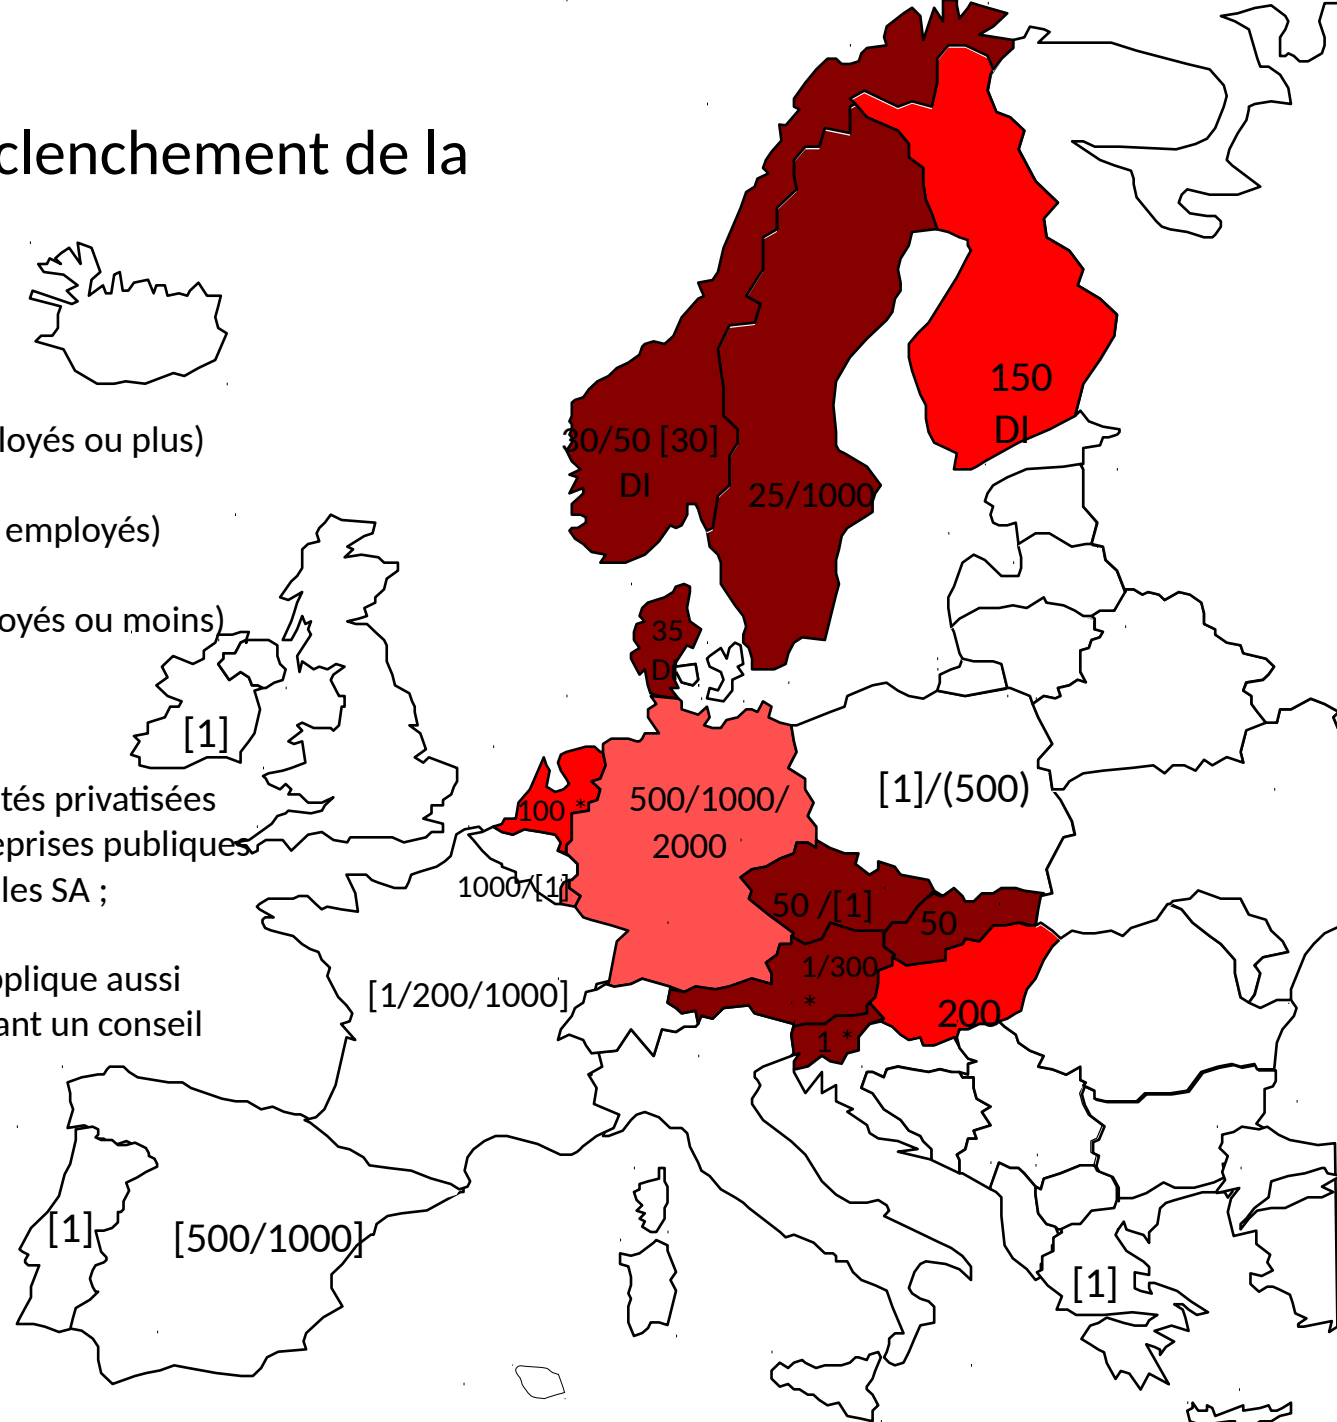 clenchement de la
loyés ou plus)
employés)
oyés ou moins)
tés privatisées
eprises publiques
les SA ;
plique aussi
ant un conseil
150
DI
30/50 [30]
DI
25/1000
35
DI
[1]
100 *
500/1000/
2000
[1]/(500)
1000/[1]
50 /[1]
50
1/300
*
[1/200/1000]
200
1 *
[1]
[500/1000]
[1]